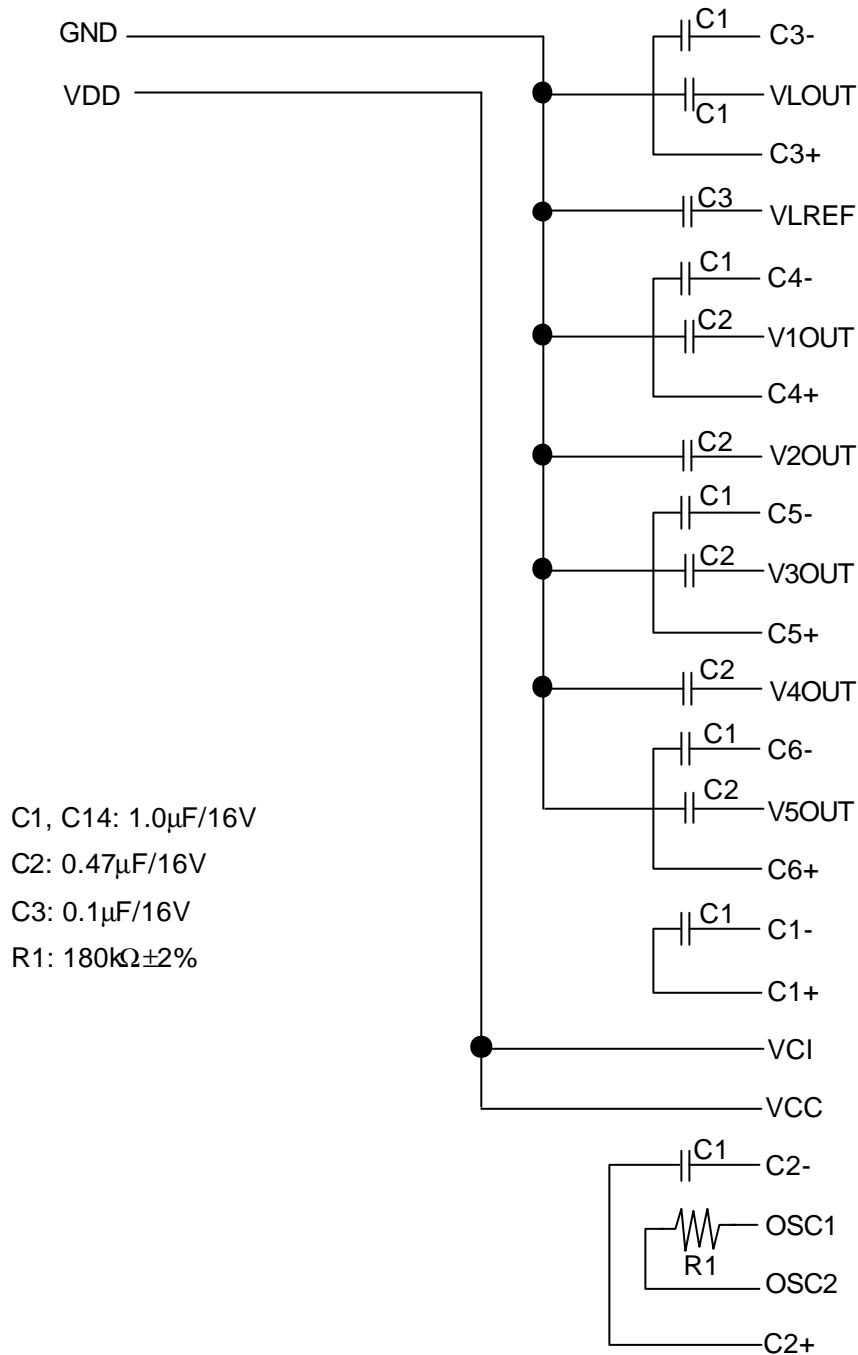 GND
VDD
C1
C3-
VLOUT
C1
C3+
C3
VLREF
C1
C4-
C2
V1OUT
C4+
C2
V2OUT
C1
C5-
C2
V3OUT
C5+
C2
V4OUT
C1
C6-
C2
V5OUT
C6+
C1, C14: 1.0μF/16V
C2: 0.47μF/16V
C3: 0.1μF/16V
R1: 180kΩ±2%
C1
C1-
C1+
VCI
VCC
C1
C2-
OSC1
R1
OSC2
C2+